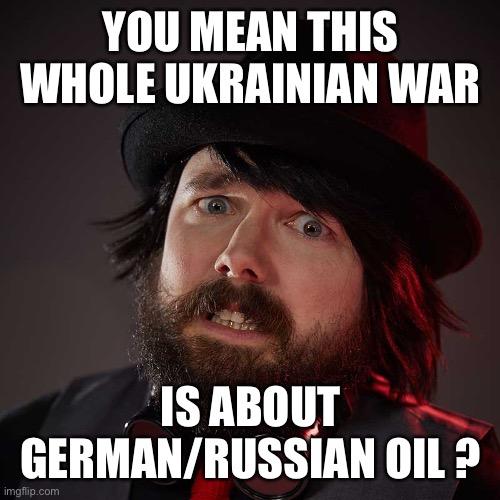 YOU MEAN THIS
WHOLE UKRAINIAN WAR
IS ABOUT
GERMAN/RUSSIAN OIL ?
imgflip.com